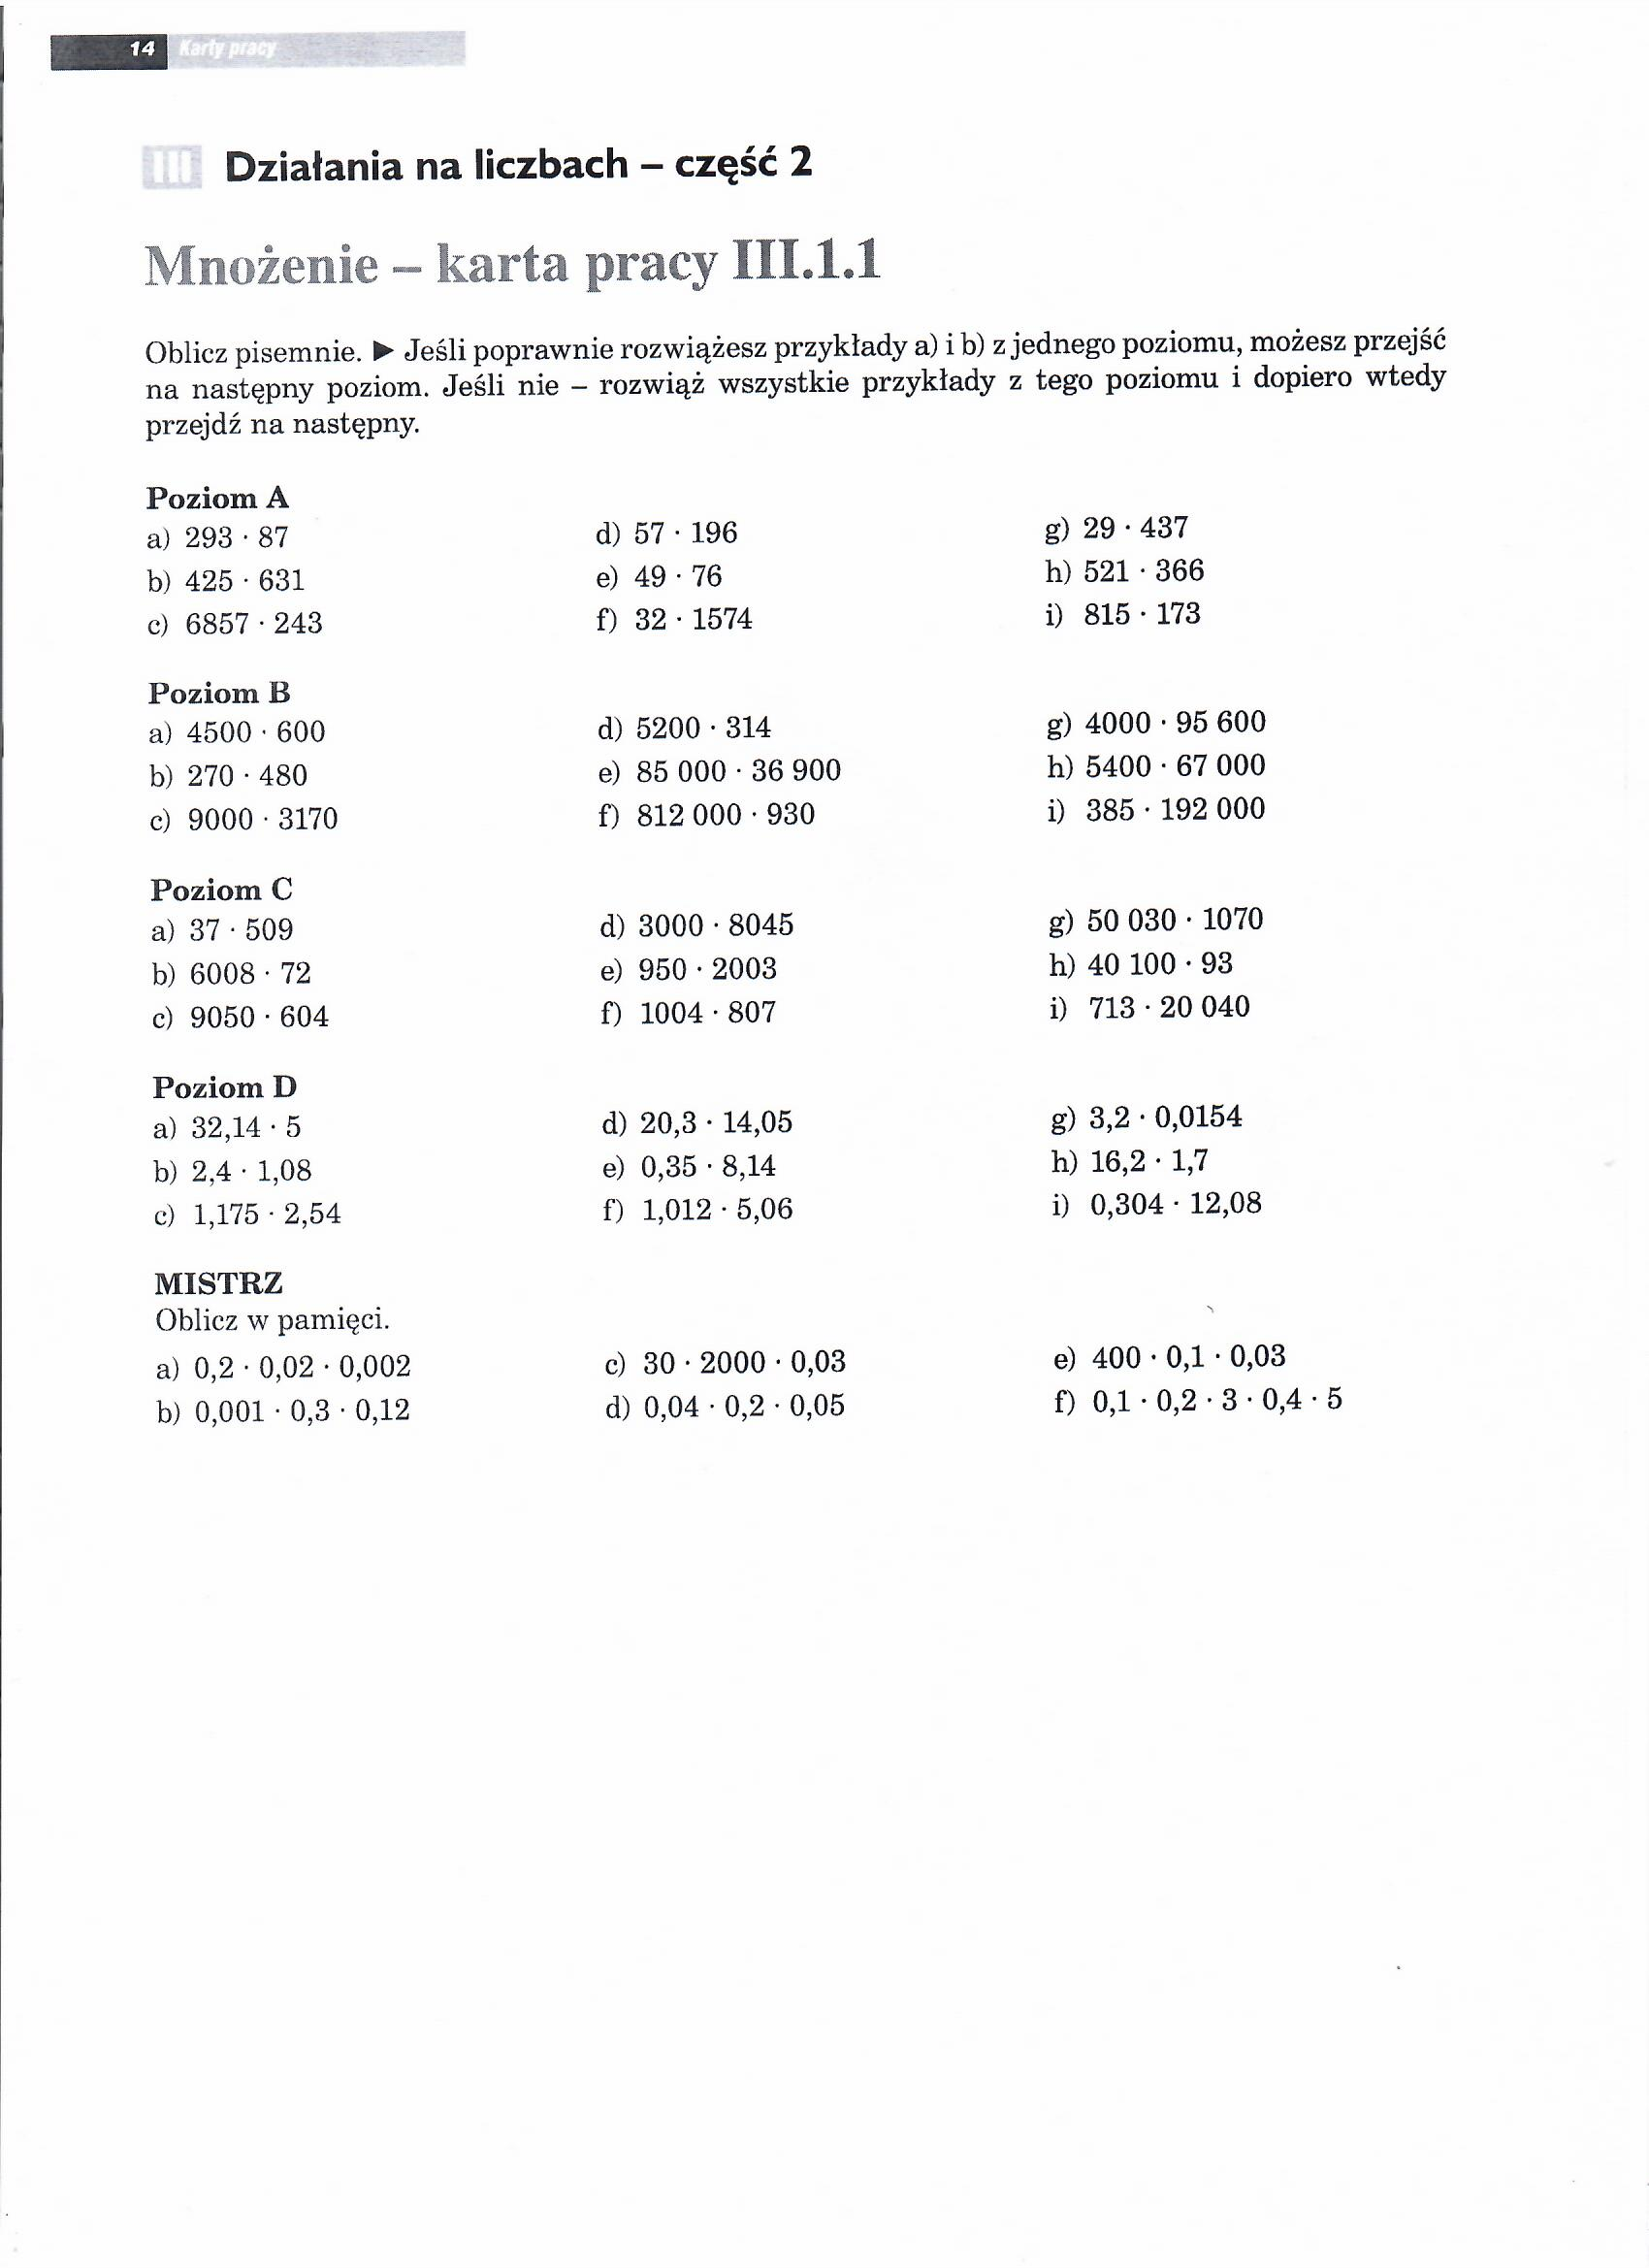 14 Karty pracy
III Działania na liczbach – część 2
Mnożenie – karta pracy III.1.1
Oblicz pisemnie. ► Jeśli poprawnie rozwiążesz przykłady a) i b) z jednego poziomu, możesz przejść
na następny poziom. Jeśli nie – rozwiąż wszystkie przykłady z tego poziomu i dopiero wtedy
przejdź na następny.
Poziom A
a) 293 · 87 d) 57 · 196 g) 29 · 437
b) 425 · 631 e) 49 · 76 h) 521 · 366
c) 6857 · 243 f) 32 · 1574 i) 815 · 173
Poziom B
a) 4500 · 600 d) 5200 · 314 g) 4000 · 95 600
b) 270 · 480 e) 85 000 · 36 900 h) 5400 · 67 000
c) 9000 · 3170 f) 812 000 · 930 i) 385 · 192 000
Poziom C
a) 37 · 509 d) 3000 · 8045 g) 50 030 · 1070
b) 6008 · 72 e) 950 · 2003 h) 40 100 · 93
c) 9050 · 604 f) 1004 · 807 i) 713 · 20 040
Poziom D
a) 32,14 · 5 d) 20,3 · 14,05 g) 3,2 · 0,0154
b) 2,4 · 1,08 e) 0,35 · 8,14 h) 16,2 · 1,7
c) 1,175 · 2,54 f) 1,012 · 5,06 i) 0,304 · 12,08
MISTRZ
Oblicz w pamięci.
a) 0,2 · 0,02 · 0,002 c) 30 · 2000 · 0,03 e) 400 · 0,1 · 0,03
b) 0,001 · 0,3 · 0,12 d) 0,04 · 0,2 · 0,05 f) 0,1 · 0,2 · 3 · 0,4 · 5